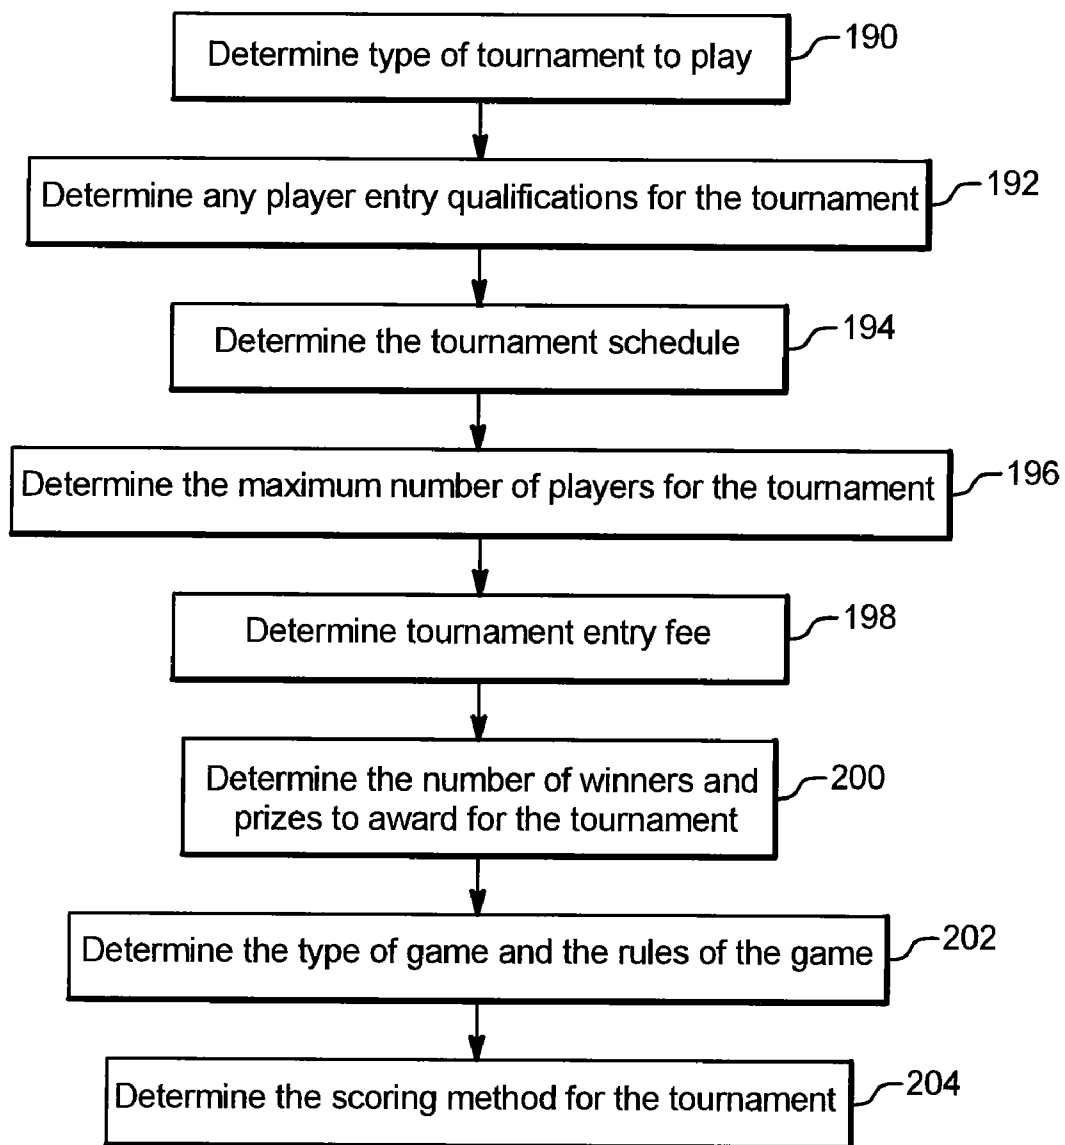 Determine type of tournament to play
190
Determine any player entry qualifications for the tournament
192
Determine the tournament schedule
194
Determine the maximum number of players for the tournament
196
Determine tournament entry fee
198
Determine the number of winners and
prizes to award for the tournament
200
Determine the type of game and the rules of the game
202
Determine the scoring method for the tournament
204